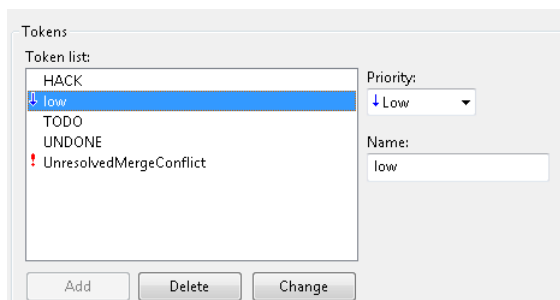 Tokens
Token list:
HACK
low
TODO
UNDONE
UnresolvedMergeConflict
Priority:
Low
Name:
low
Add
Delete
Change